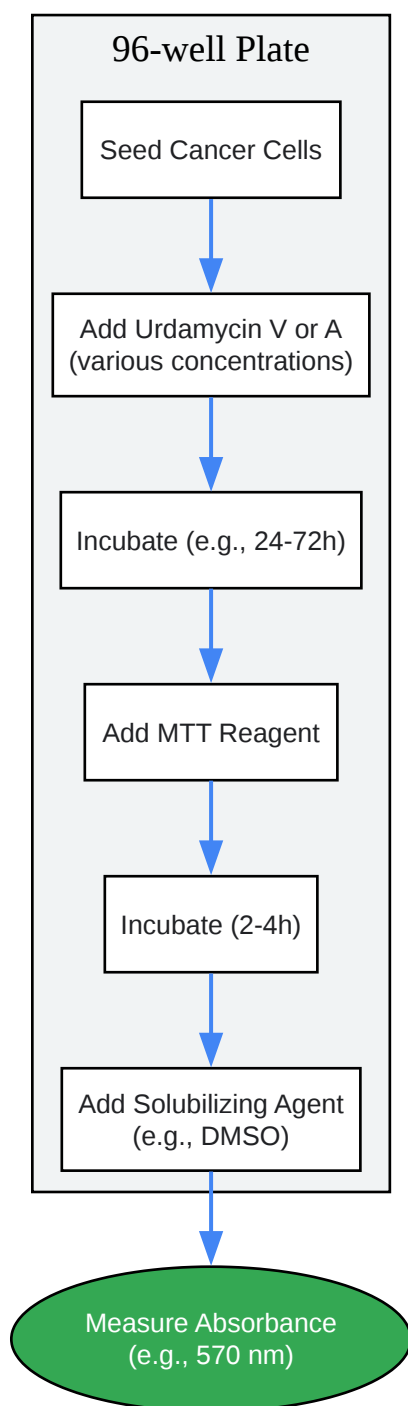 96-well Plate
Seed Cancer Cells
Add Urdamycin V or A
(various concentrations)
Incubate (e.g., 24-72h)
Add MTT Reagent
Incubate (2-4h)
Add Solubilizing Agent
(e.g., DMSO)
Measure Absorbance
(e.g., 570 nm)